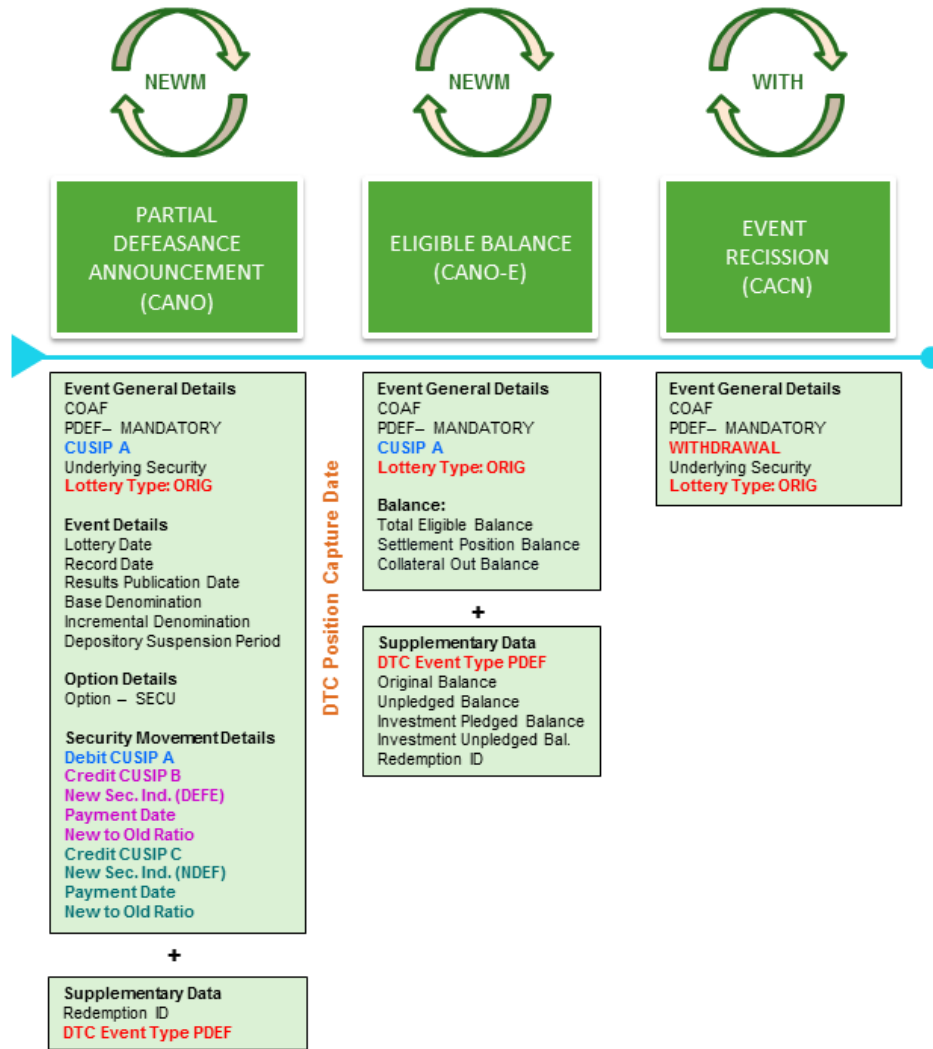 NEWM
NEWM
WITH
PARTIAL
DEFEASANCE
ANNOUNCEMENT
(CANO)
ELIGIBLE BALANCE
(CANO-E)
EVENT
RECISSION
(CACN)
Event General Details
COAF
PDEF– MANDATORY
CUSIP A
Underlying Security
Lottery Type: ORIG
Event Details
Lottery Date
Record Date
Results Publication Date
Base Denomination
Incremental Denomination
Depository Suspension Period
Option Details
Option – SECU
Security Movement Details
Debit CUSIP A
Credit CUSIP B
New Sec. Ind. (DEFE)
Payment Date
New to Old Ratio
Credit CUSIP C
New Sec. Ind. (NDEF)
Payment Date
New to Old Ratio
+
Supplementary Data
Redemption ID
DTC Event Type PDEF
DTC Position Capture Date
Event General Details
COAF
PDEF– MANDATORY
CUSIP A
Lottery Type: ORIG
Balance:
Total Eligible Balance
Settlement Position Balance
Collateral Out Balance
+
Supplementary Data
DTC Event Type PDEF
Original Balance
Unpledged Balance
Investment Pledged Balance
Investment Unpledged Bal.
Redemption ID
Event General Details
COAF
PDEF– MANDATORY
WITHDRAWAL
Underlying Security
Lottery Type: ORIG